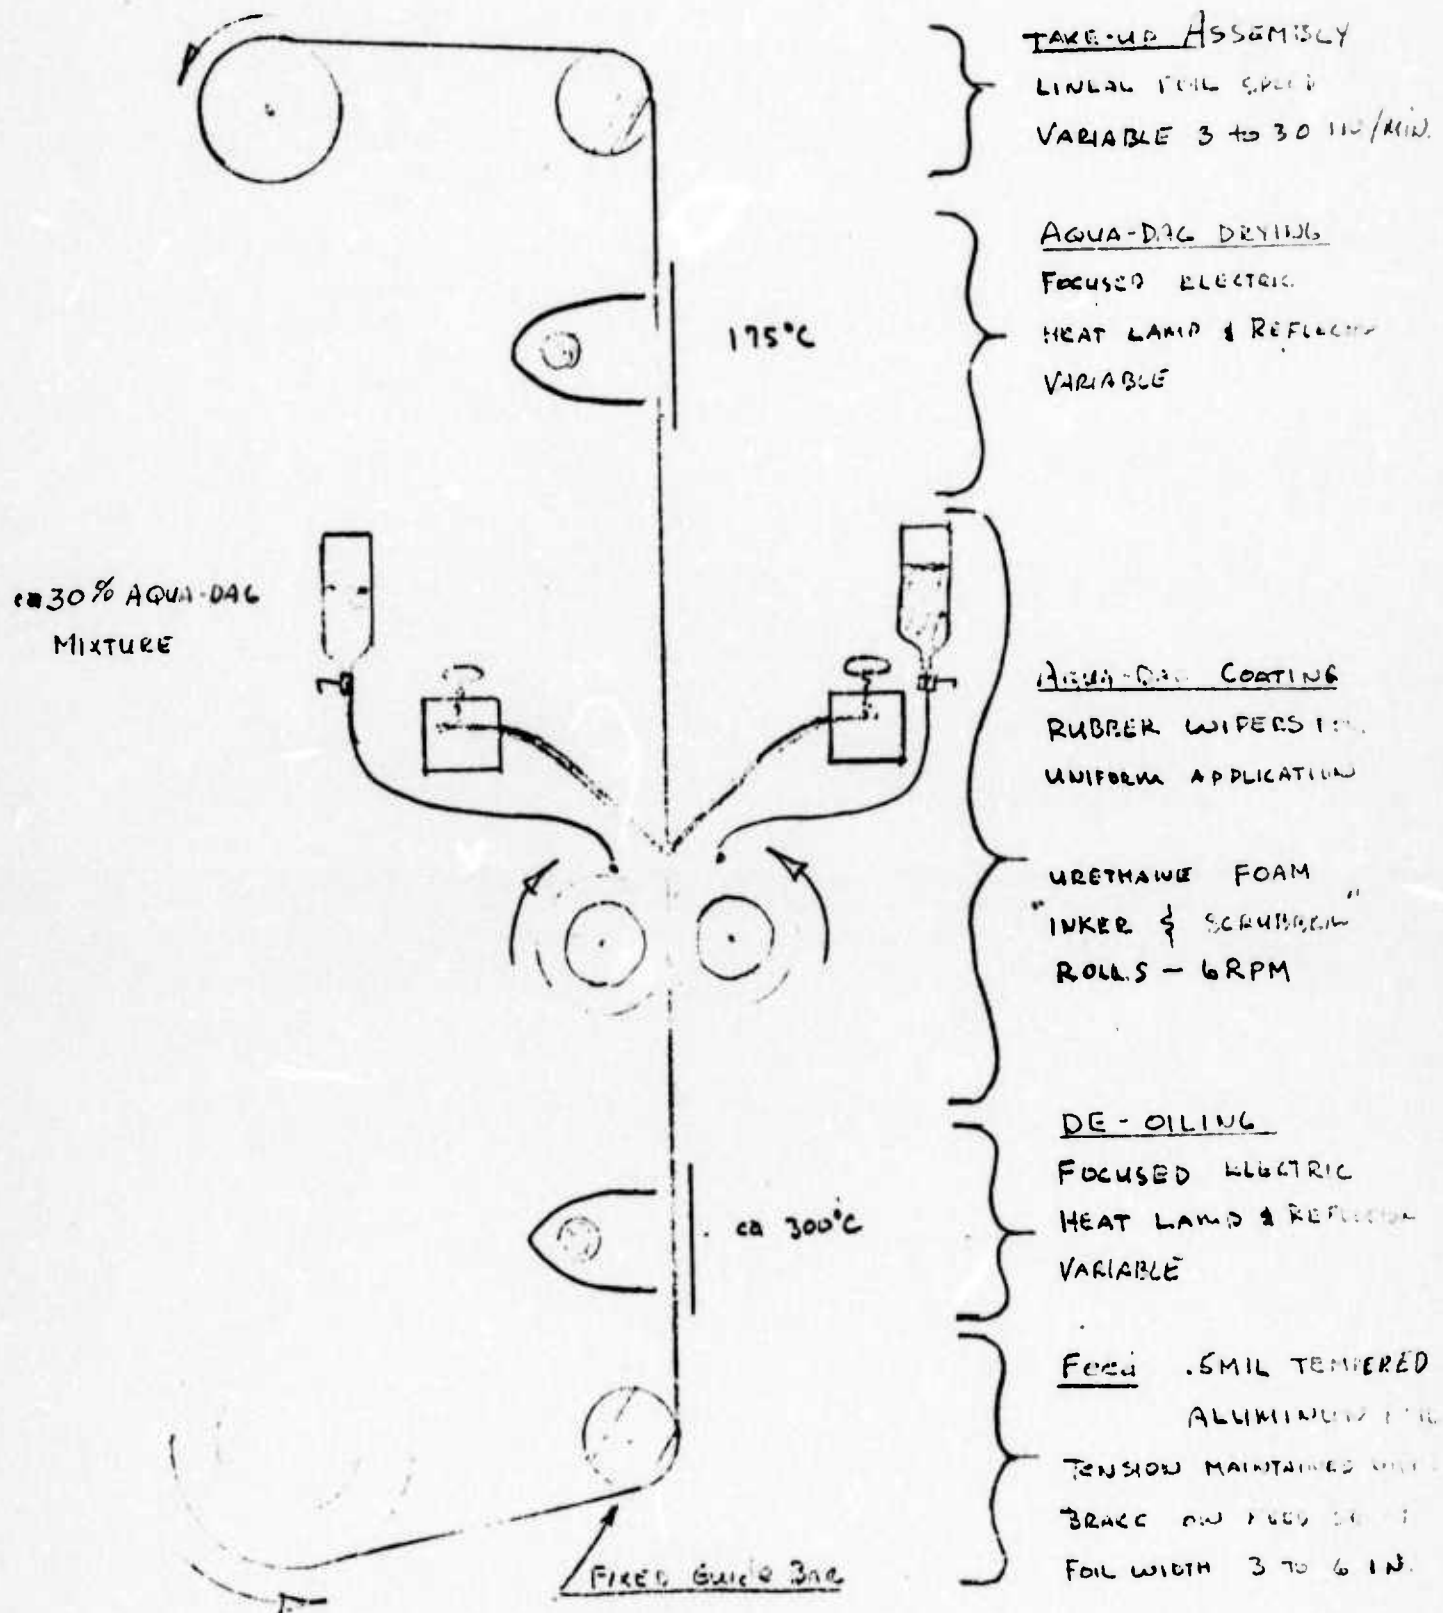 TAKE-UP ASSEMBLY
LINEAL FOIL SPEED
VARIABLE 3 to 30 IN/MIN.
AQUA-DAG DRYING
FOCUSED ELECTRIC
HEAT LAMP & REFLECTOR
VARIABLE
175°C
ca 30% AQUA-DAG
MIXTURE
AQUA-DAG COATING
RUBBER WIPERS
UNIFORM APPLICATION
URETHANE FOAM
"INKER & SCRUBBER"
ROLLS - 6 RPM
DE-OILING
FOCUSED ELECTRIC
HEAT LAMP & REFLECTOR
VARIABLE
ca 300°C
Feed .5MIL TEMPERED
ALUMINUM FOIL
TENSION MAINTAINED
BRAKE ON FEED
FOIL WIDTH 3 TO 6 IN.
FIXED GUIDE BAR